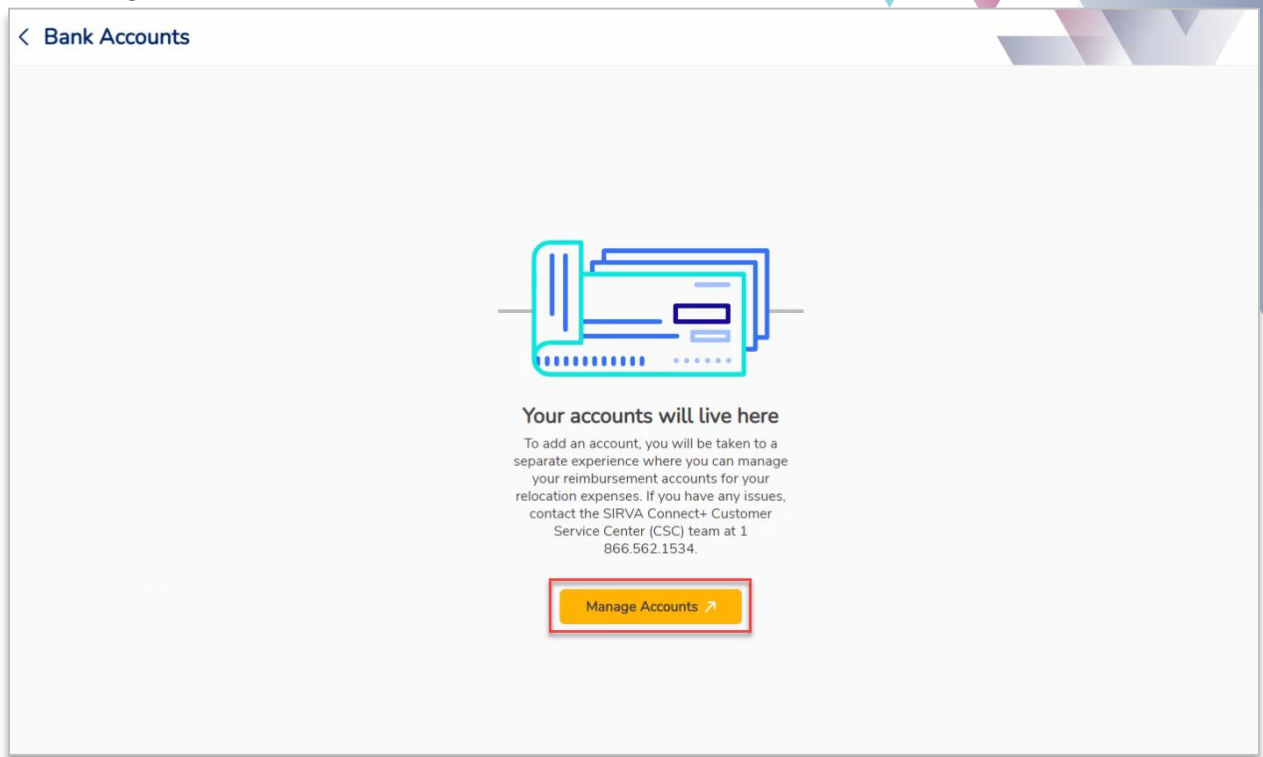 Bank Accounts
Your accounts will live here
To add an account, you will be taken to a
separate experience where you can manage
your reimbursement accounts for your
relocation expenses. If you have any issues,
contact the SIRVA Connect+ Customer
Service Center (CSC) team at 1
866.562.1534.
Manage Accounts